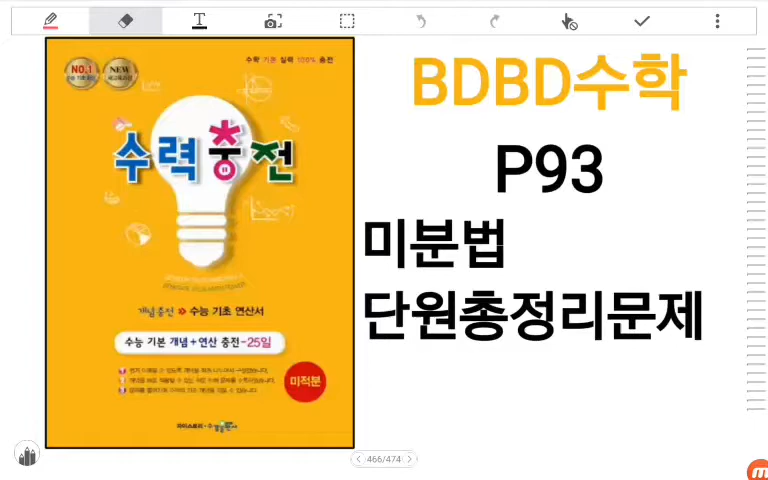 T
수학 기본 실력 100% 충전
NO.1
NEW
수력충전
개념충전 수능 기초 연산서
수능 기본 개념+연산 충전-25일
미적분
BDBD수학
P93
미분법
단원총정리문제
466/474
m